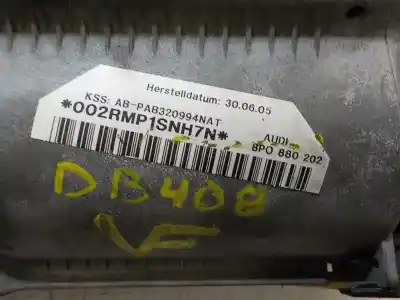 Herstelldatum: 30.06.05
KSS: AB-PAB320994NAT
*002RMP1SNH7N*
AUDI
8P0 880 202
DB408
VF